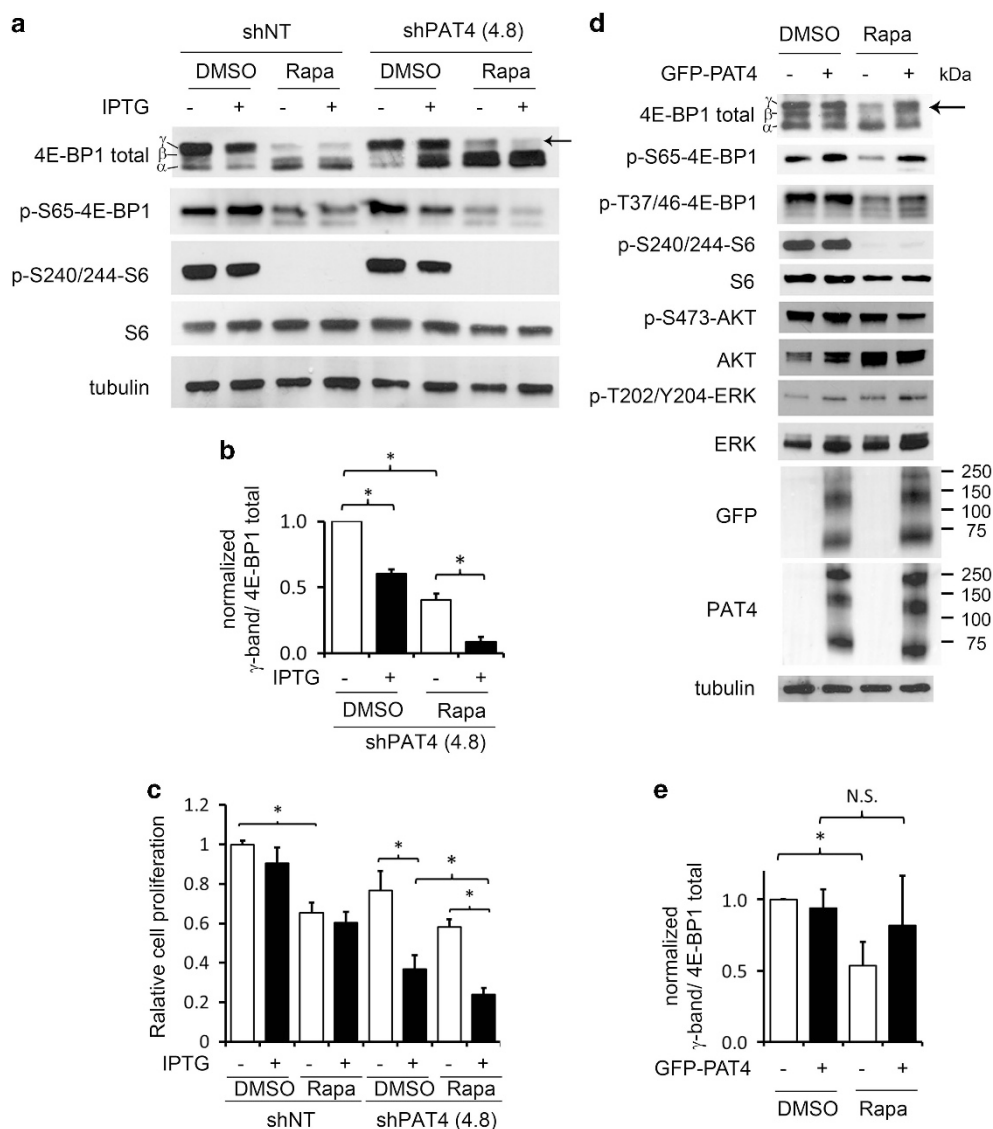 a
shNT shPAT4 (4.8)
DMSO Rapa DMSO Rapa
IPTG - + - + - + - +
4E-BP1 total γ β α
p-S65-4E-BP1
p-S240/244-S6
S6
tubulin
b
normalized
γ-band/ 4E-BP1 total
1.0
0.5
0.0
* * *
IPTG - + - +
DMSO Rapa
shPAT4 (4.8)
c
Ralative cell proliferation
1.2
1
0.8
0.6
0.4
0.2
0
* * * *
IPTG - + - + - + - +
DMSO Rapa DMSO Rapa
shNT shPAT4 (4.8)
d
DMSO Rapa
GFP-PAT4 - + - + kDa
4E-BP1 total γ β α
p-S65-4E-BP1
p-T37/46-4E-BP1
p-S240/244-S6
S6
p-S473-AKT
AKT
p-T202/Y204-ERK
ERK
GFP
250
150
100
75
PAT4
250
150
100
75
tubulin
e
normalized
γ-band/ 4E-BP1 total
N.S.
*
1.0
0.5
0.0
GFP-PAT4 - + - +
DMSO Rapa